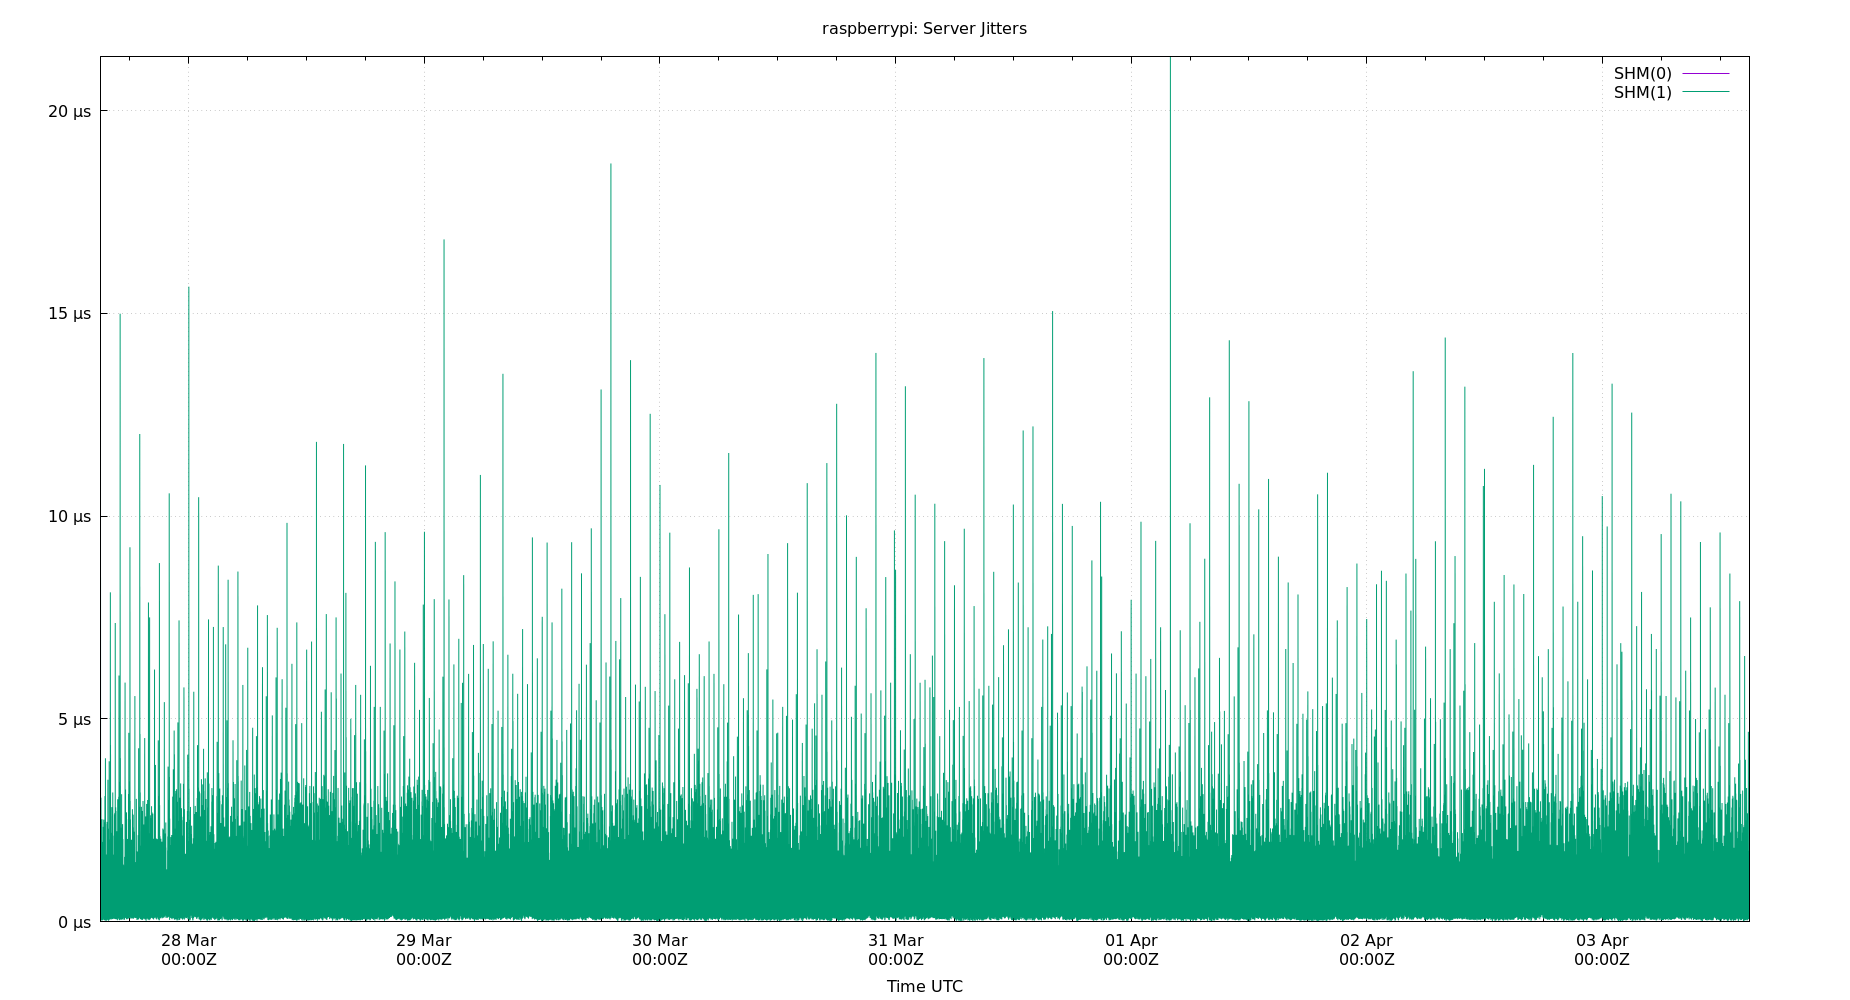 raspberrypi: Server Jitters
SHM(0)
SHM(1)
20 µs
15 µs
10 µs
5 µs
0 µs
28 Mar 29 Mar 30 Mar 31 Mar 01 Apr 02 Apr 03 Apr
00:00Z 00:00Z 00:00Z 00:00Z 00:00Z 00:00Z 00:00Z
Time UTC